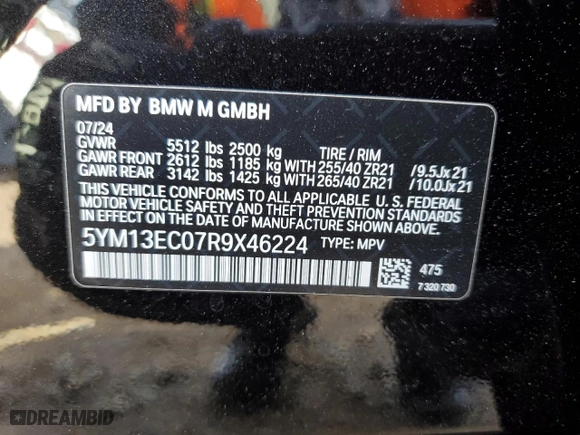 MFD BY BMW M GMBH
07/24
GVWR 5512 lbs 2500 kg TIRE / RIM
GAWR FRONT 2612 lbs 1185 kg WITH 255/40 ZR21 /9.5Jx21
GAWR REAR 3142 lbs 1425 kg WITH 265/40 ZR21 /10.0Jx21
THIS VEHICLE CONFORMS TO ALL APPLICABLE U.S. FEDERAL
MOTOR VEHICLE SAFETY AND THEFT PREVENTION STANDARDS
IN EFFECT ON THE DATE OF MANUFACTURE SHOWN ABOVE.
5YM13EC07R9X46224 TYPE: MPV
475
7 320 730
DREAMBID